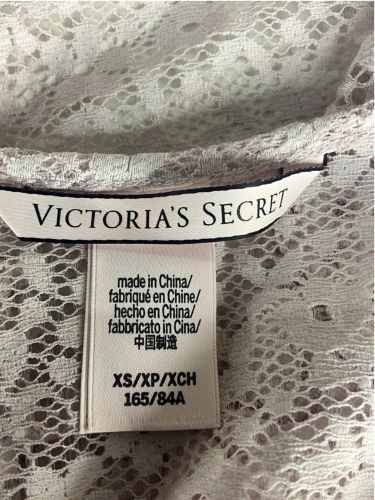 VICTORIA'S SECRET
made in China/
fabriqué en Chine/
hecho en China/
fabbricato in Cina/
中国制造
XS/XP/XCH
165/84A